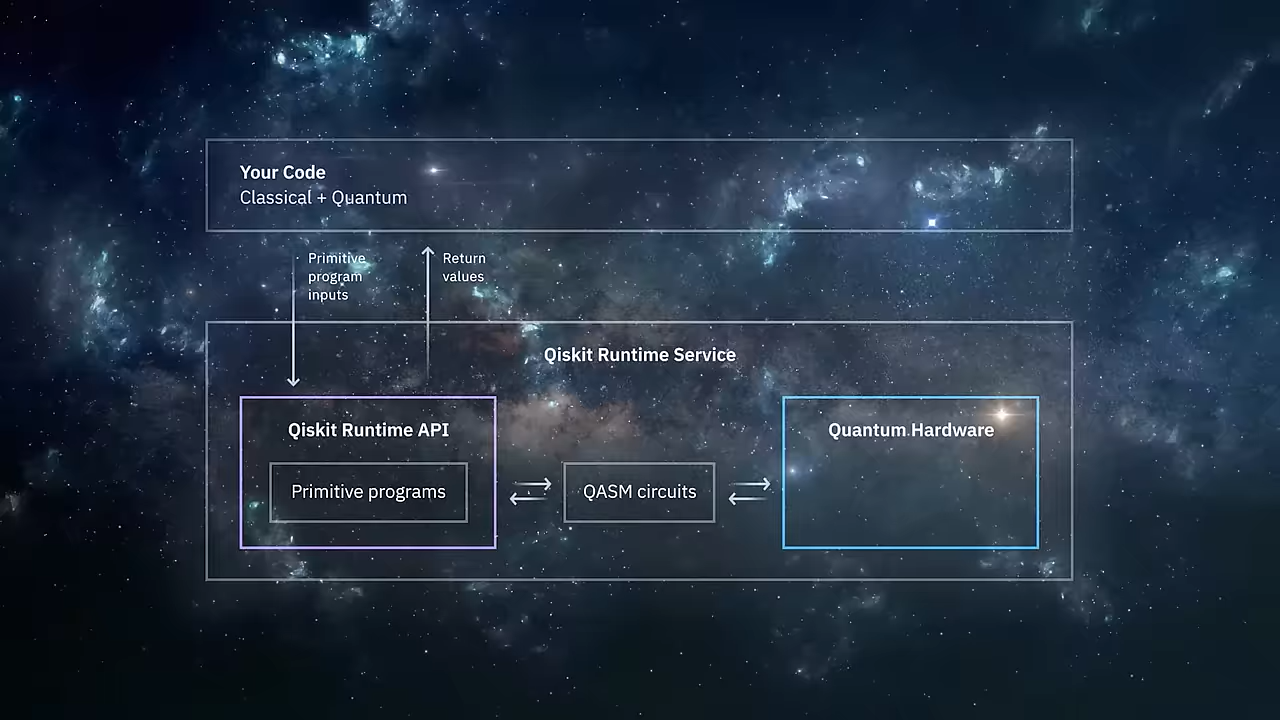 Your Code
Classical + Quantum
Primitive
program
inputs
Return
values
Qiskit Runtime Service
Qiskit Runtime API
Primitive programs
QASM circuits
Quantum Hardware